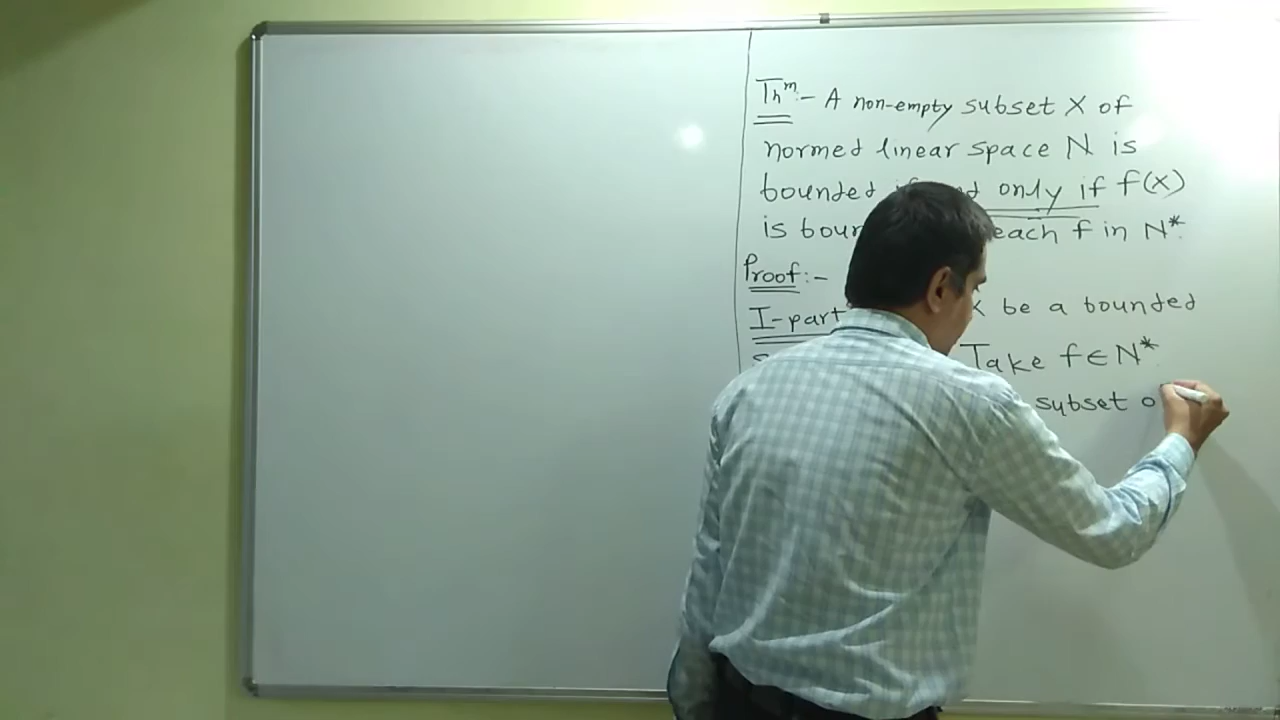 Thm:- A non-empty subset X of
normed linear space N is
bounded only if f(X)
is each f in N*.
Proof:-
I-part X be a bounded
Take f∈N*
subset o